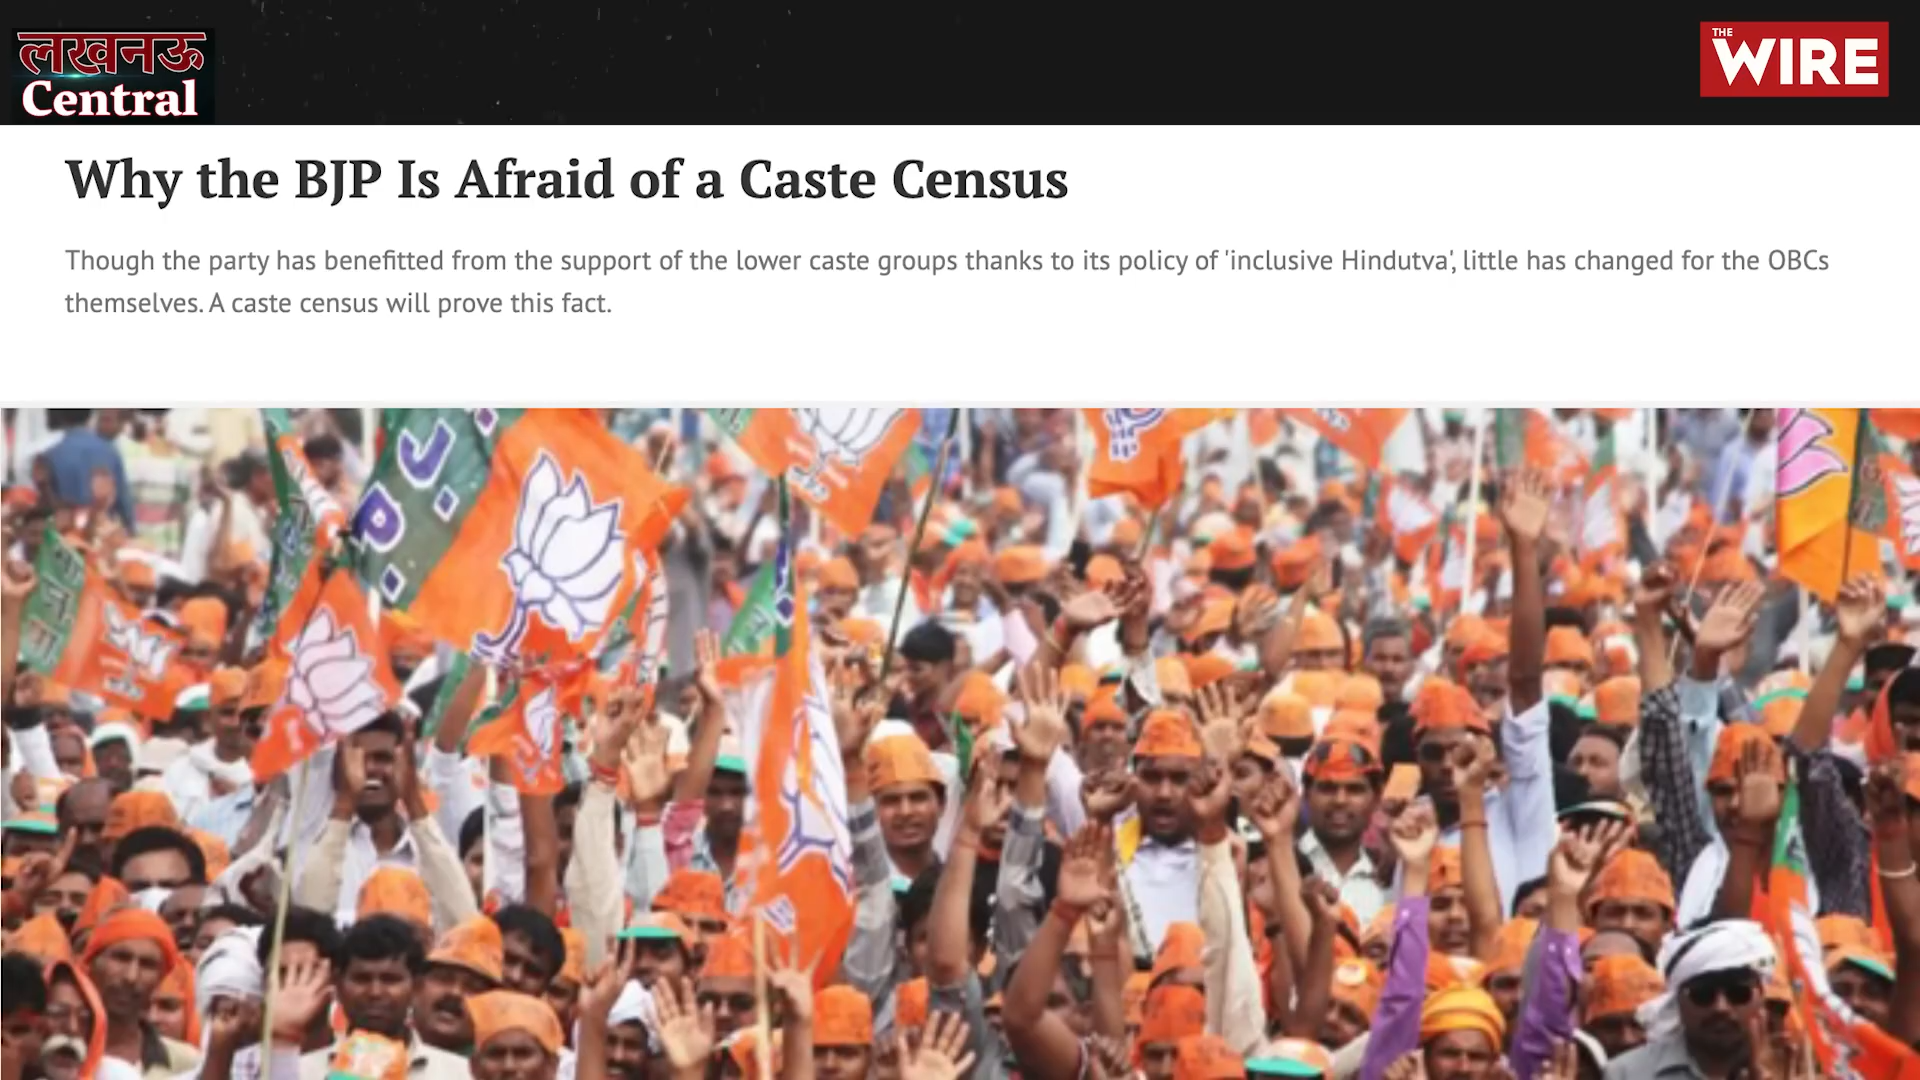 लखनऊ
Central
THE
WIRE
Why the BJP Is Afraid of a Caste Census
Though the party has benefitted from the support of the lower caste groups thanks to its policy of 'inclusive Hindutva', little has changed for the OBCs
themselves. A caste census will prove this fact.
J.
P.